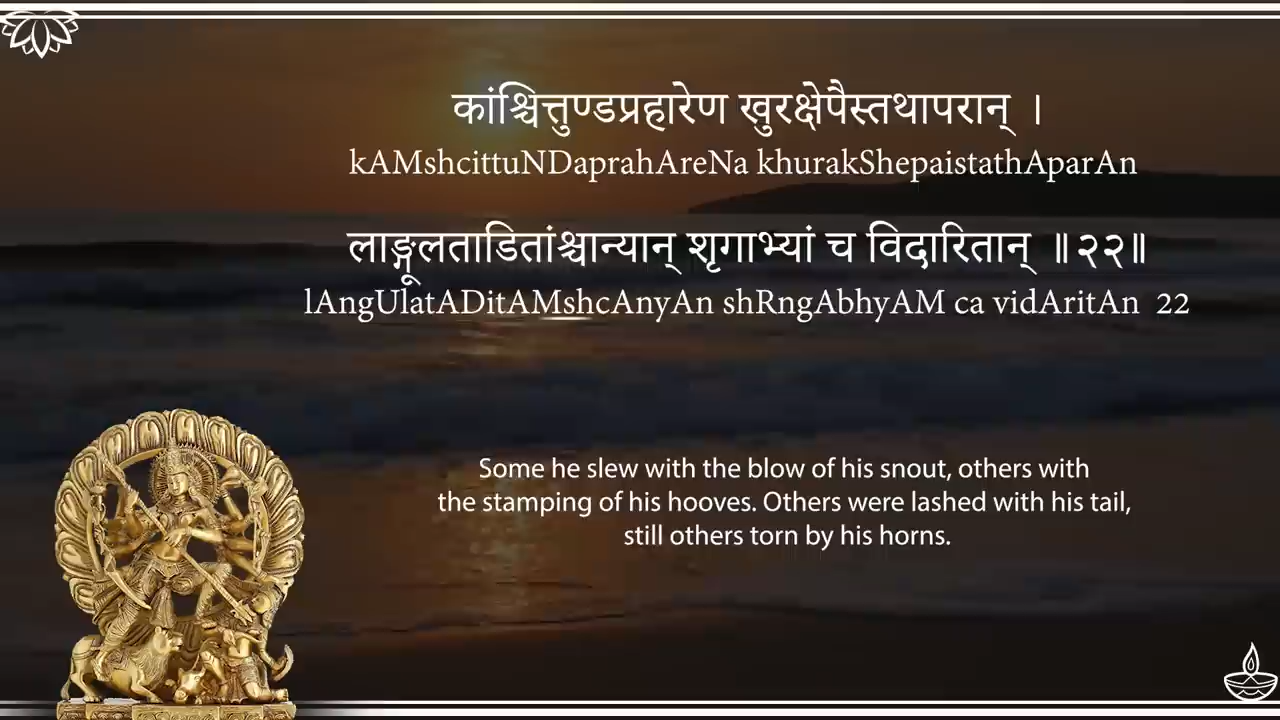 कांश्चित्तुण्डप्रहारेण खुरक्षेपैस्तथापरान् ।
kAMshcittuNDaprahAreNa khurakShepaistathAparAn
लाङ्गूलताडितांश्चान्यान् शृगाभ्यां च विदारितान् ॥२२॥
lAngUlatADitAMshcAnyAn shRngAbhyAM ca vidAritAn 22
Some he slew with the blow of his snout, others with
the stamping of his hooves. Others were lashed with his tail,
still others torn by his horns.